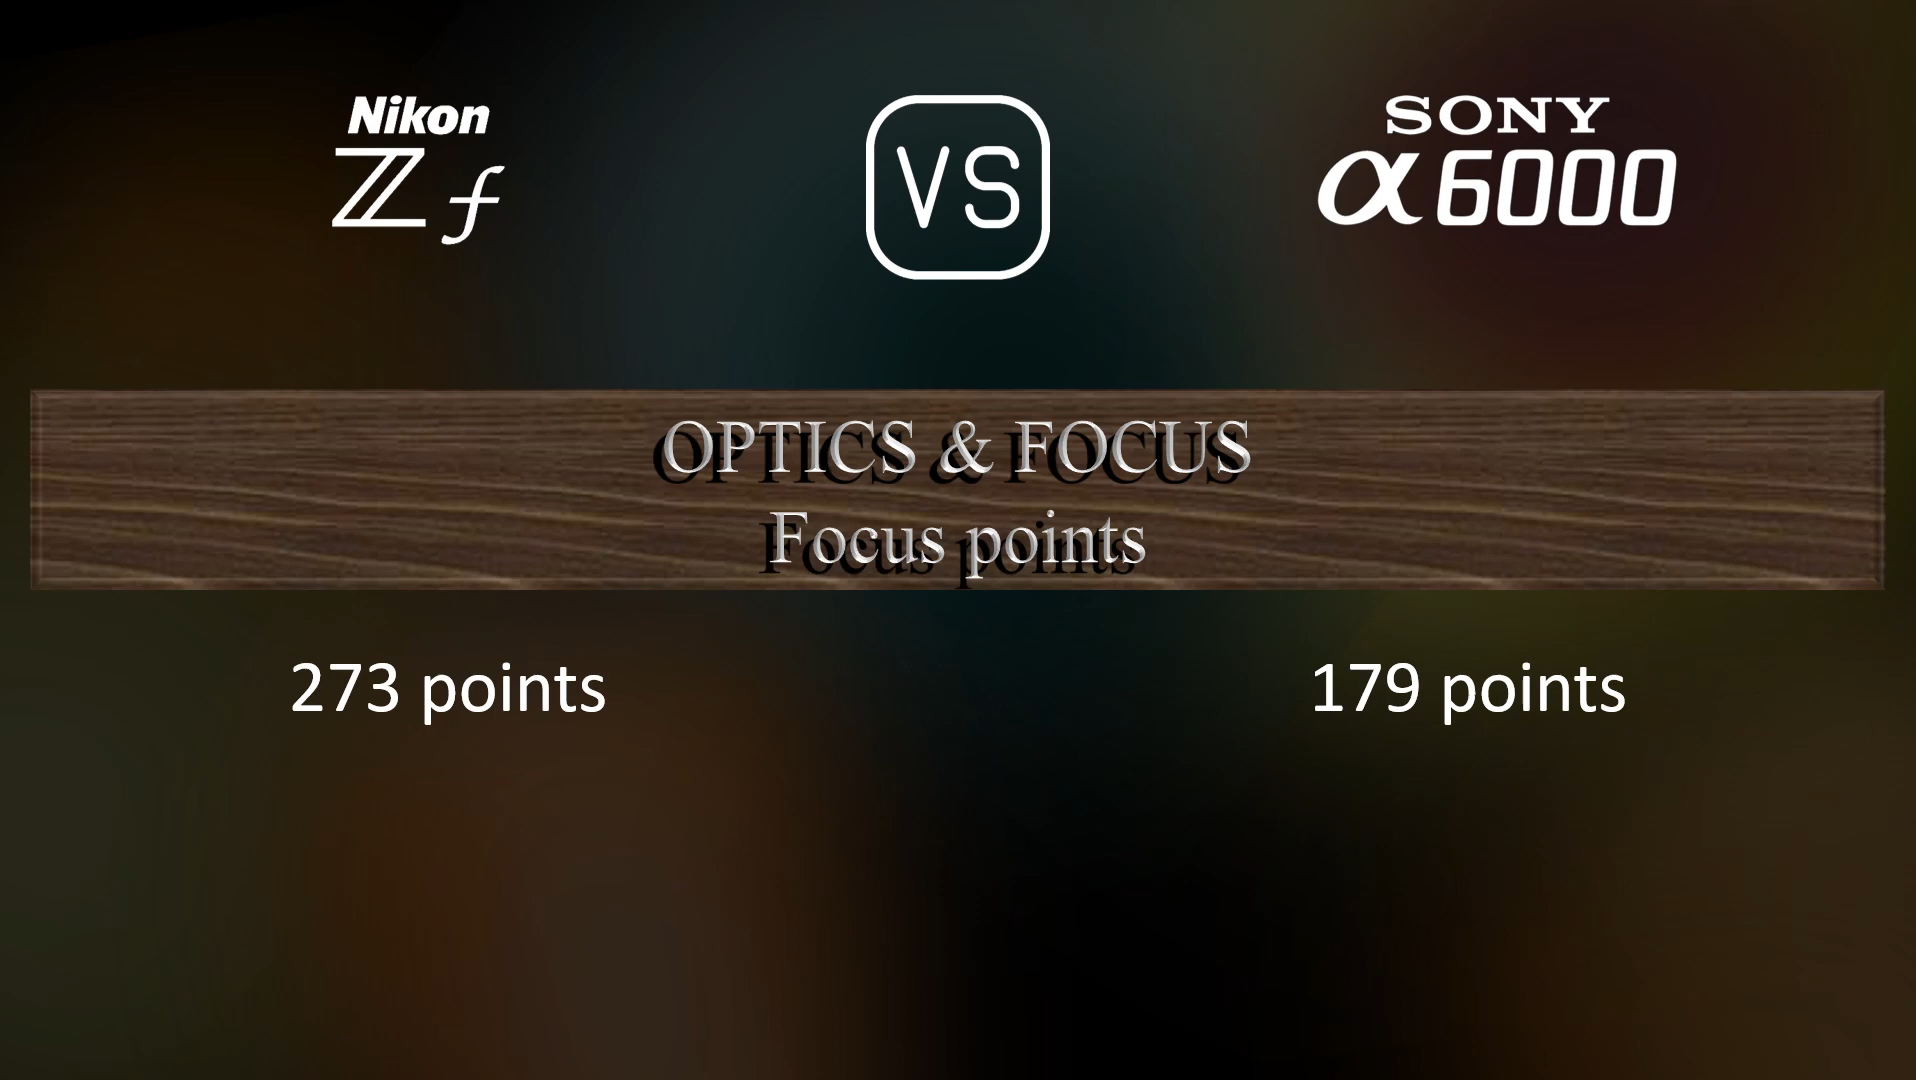 Nikon
Z f
VS
SONY
α6000
OPTICS & FOCUS
Focus points
273 points
179 points